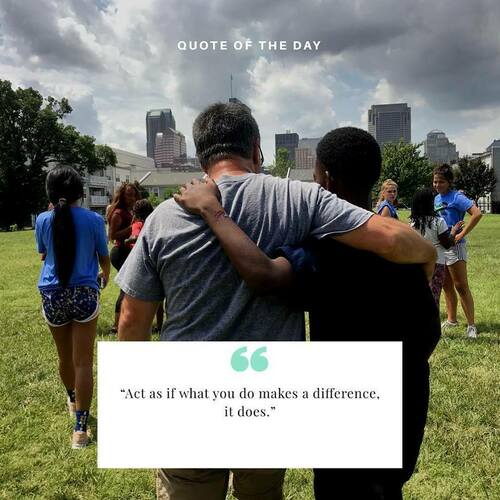 QUOTE OF THE DAY
“Act as if what you do makes a difference,
it does.”